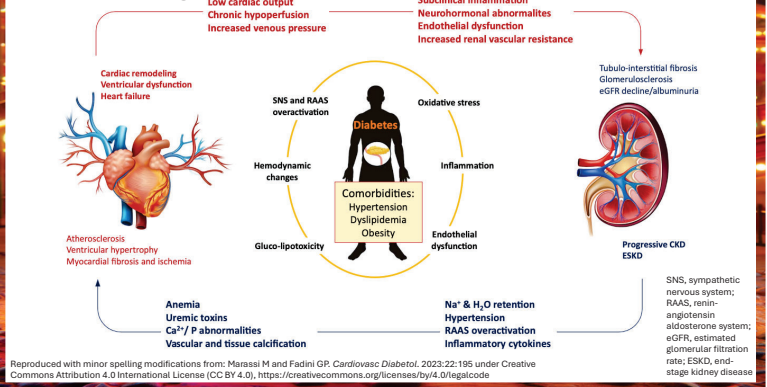 Low cardiac output
Chronic hypoperfusion
Increased venous pressure
Subclinical inflammation
Neurohormonal abnormalites
Endothelial dysfunction
Increased renal vascular resistance
Cardiac remodeling
Ventricular dysfunction
Heart failure
Tubulo-interstitial fibrosis
Glomerulosclerosis
eGFR decline/albuminuria
SNS and RAAS
overactivation
Oxidative stress
Diabetes
Hemodynamic
changes
Inflammation
Comorbidities:
Hypertension
Dyslipidemia
Obesity
Gluco-lipotoxicity
Endothelial
dysfunction
Atherosclerosis
Ventricular hypertrophy
Myocardial fibrosis and ischemia
Progressive CKD
ESKD
Anemia
Uremic toxins
Ca²⁺/ P abnormalities
Vascular and tissue calcification
Na⁺ & H₂O retention
Hypertension
RAAS overactivation
Inflammatory cytokines
SNS, sympathetic
nervous system;
RAAS, renin-
angiotensin
aldosterone system;
eGFR, estimated
glomerular filtration
rate; ESKD, end-
stage kidney disease
Reproduced with minor spelling modifications from: Marassi M and Fadini GP. Cardiovasc Diabetol. 2023:22:195 under Creative
Commons Attribution 4.0 International License (CC BY 4.0), https://creativecommons.org/licenses/by/4.0/legalcode